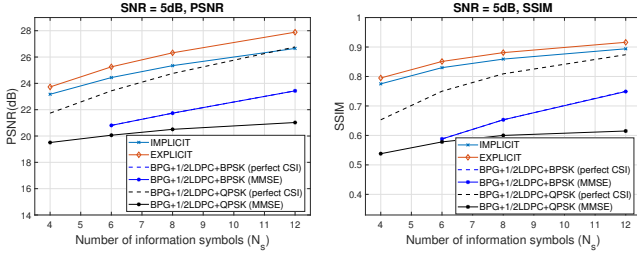 SNR = 5dB, PSNR
28
26
24
22
20
18
16
14
PSNR(dB)
4
6
8
10
12
Number of information symbols (Ns)
IMPLICIT
EXPLICIT
BPG+1/2LDPC+BPSK (perfect CSI)
BPG+1/2LDPC+BPSK (MMSE)
BPG+1/2LDPC+QPSK (perfect CSI)
BPG+1/2LDPC+QPSK (MMSE)
SNR = 5dB, SSIM
1
0.9
0.8
0.7
0.6
0.5
0.4
SSIM
4
6
8
10
12
Number of information symbols (Ns)
IMPLICIT
EXPLICIT
BPG+1/2LDPC+BPSK (perfect CSI)
BPG+1/2LDPC+BPSK (MMSE)
BPG+1/2LDPC+QPSK (perfect CSI)
BPG+1/2LDPC+QPSK (MMSE)